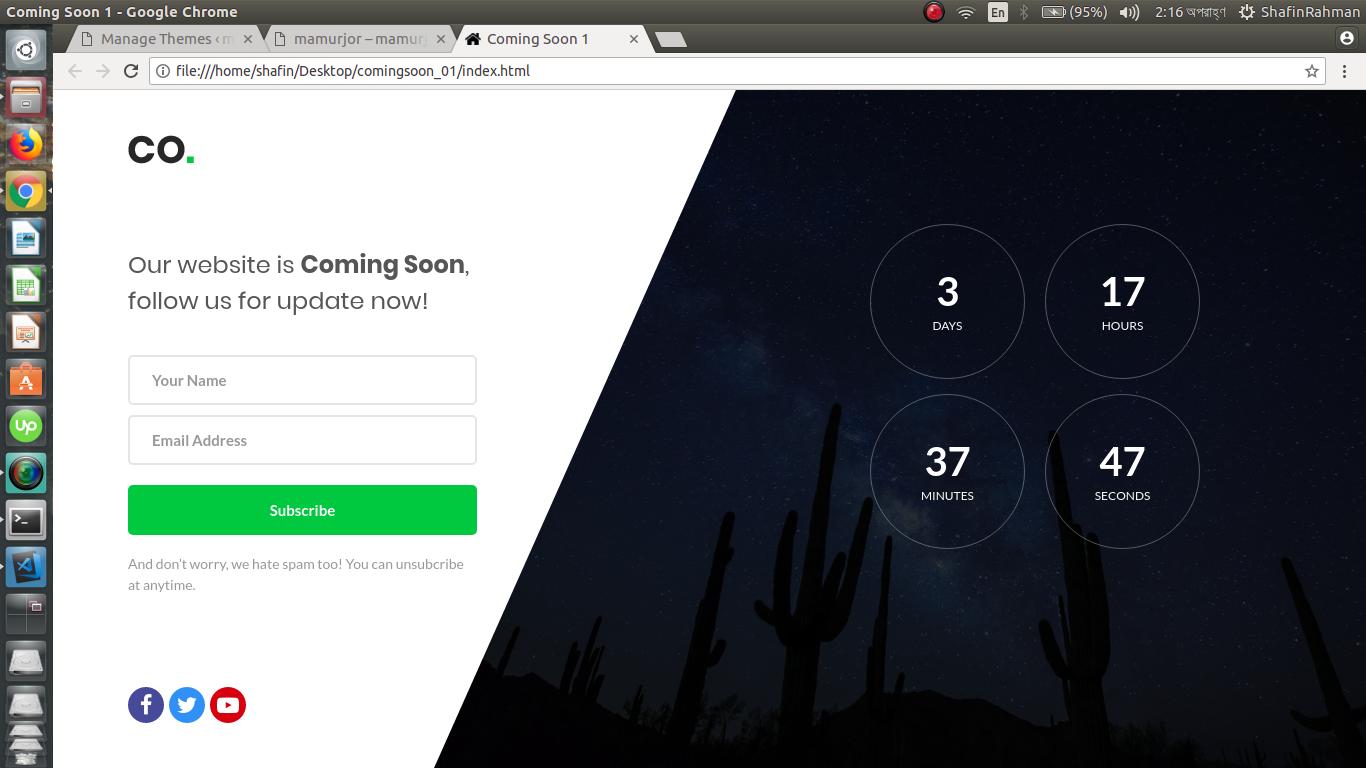 Coming Soon 1 - Google Chrome
En
(95%)
2:16 অপরাহ্ণ
ShafinRahman
Manage Themes ‹ m
mamurjor – mamurj
Coming Soon 1
file:///home/shafin/Desktop/comingsoon_01/index.html
co.
Our website is Coming Soon,
follow us for update now!
Your Name
Email Address
Subscribe
And don't worry, we hate spam too! You can unsubcribe
at anytime.
3
DAYS
17
HOURS
37
MINUTES
47
SECONDS